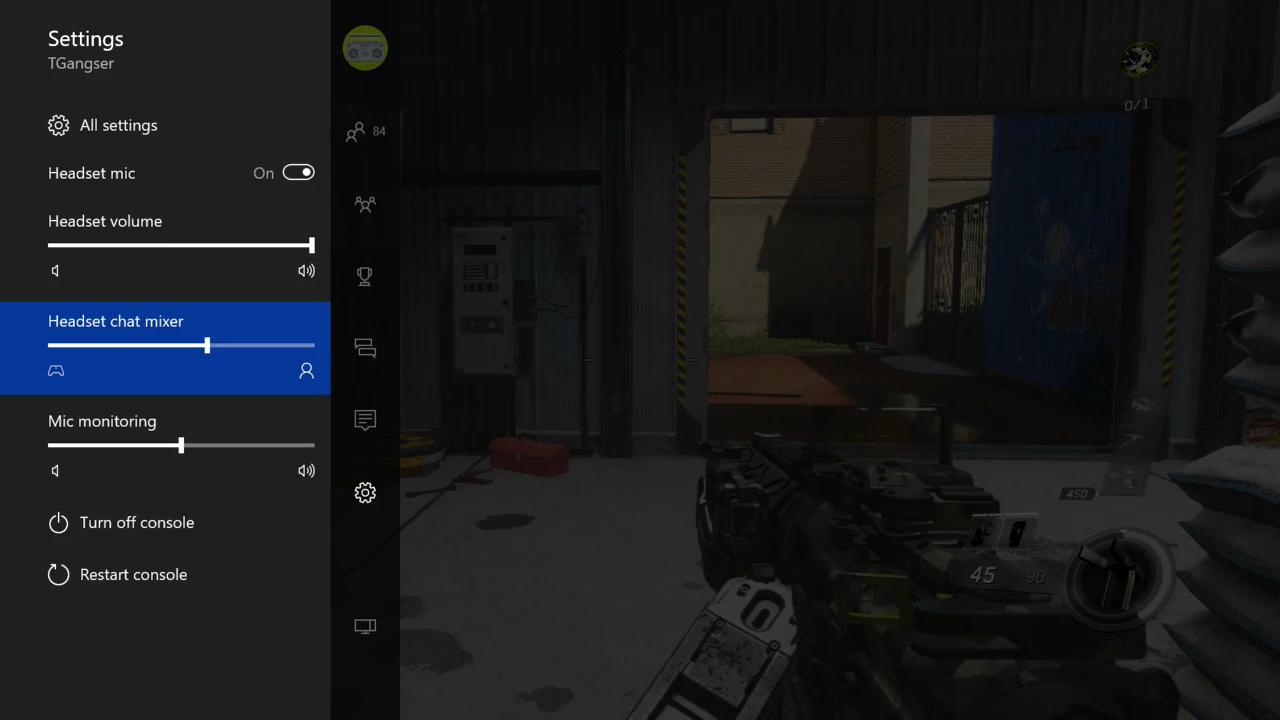 Settings
TGangser
All settings
Headset mic On
Headset volume
Headset chat mixer
Mic monitoring
Turn off console
Restart console
84
0/1
450
45 90